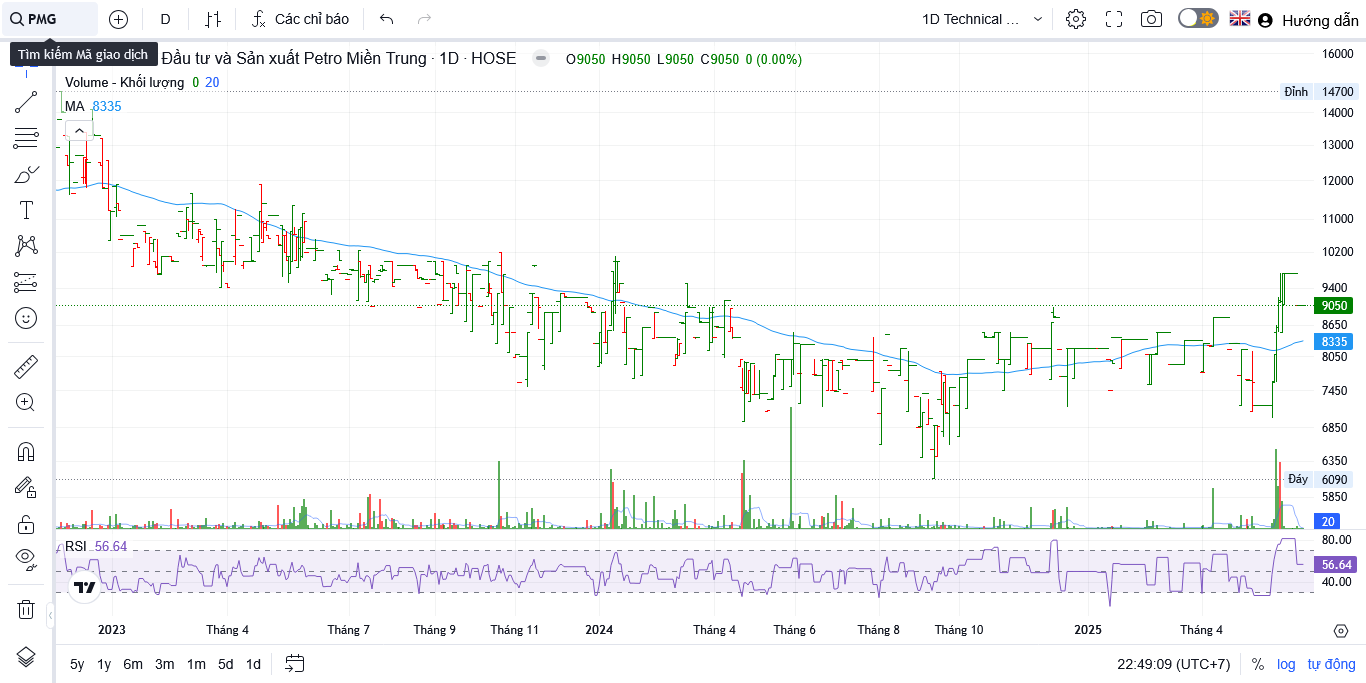 PMG
D
Các chỉ báo
1D Technical ...
Hướng dẫn
Tìm kiếm Mã giao dịch
Đầu tư và Sản xuất Petro Miền Trung · 1D · HOSE
O9050 H9050 L9050 C9050 0 (0.00%)
Volume - Khối lượng 0 20
MA 8335
16000
Đỉnh 14700
14000
13000
12000
11000
10200
9400
9050
8650
8335
8050
7450
6850
6350
Đáy 6090
5850
20
RSI 56.64
80.00
56.64
40.00
2023 Tháng 4 Tháng 7 Tháng 9 Tháng 11 2024 Tháng 4 Tháng 6 Tháng 8 Tháng 10 2025 Tháng 4
5y 1y 6m 3m 1m 5d 1d
22:49:09 (UTC+7) % log tự động